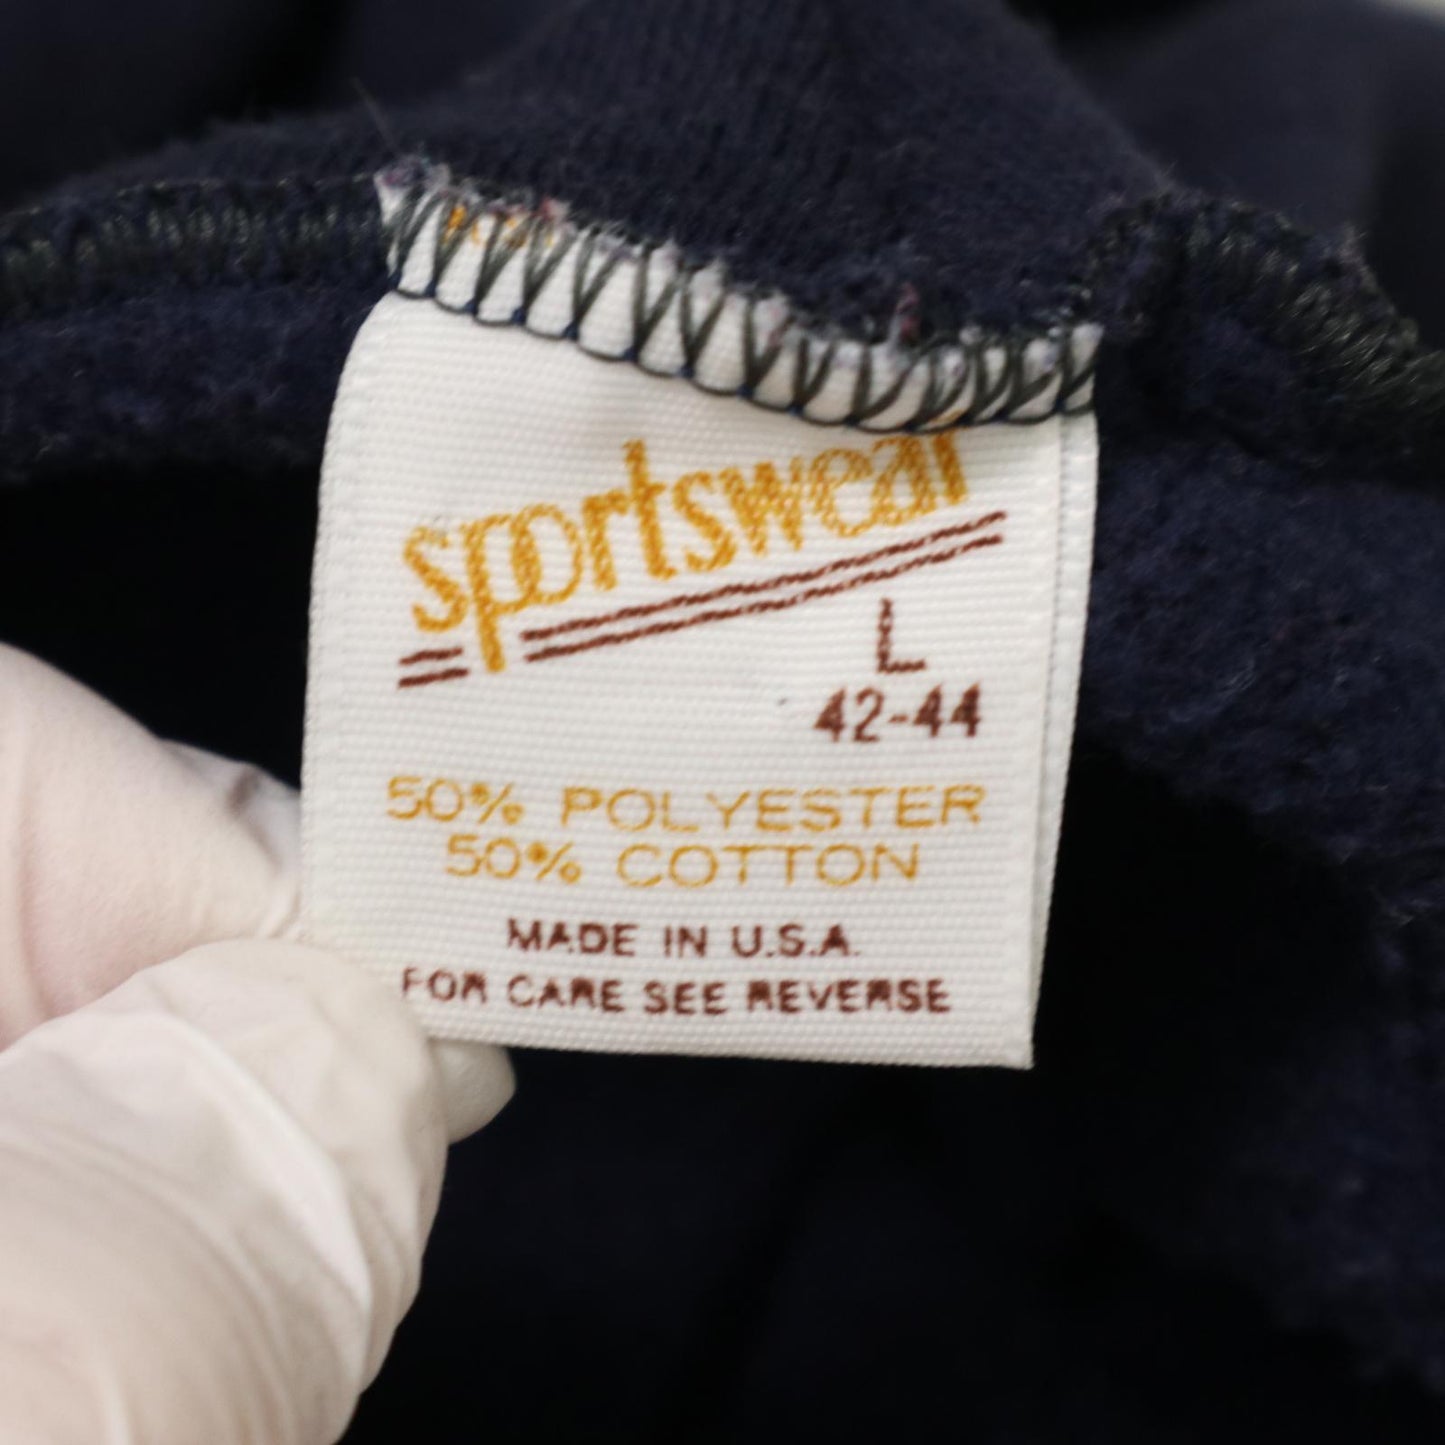 sportswear
L
42-44
50% POLYESTER
50% COTTON
MADE IN U.S.A.
FOR CARE SEE REVERSE